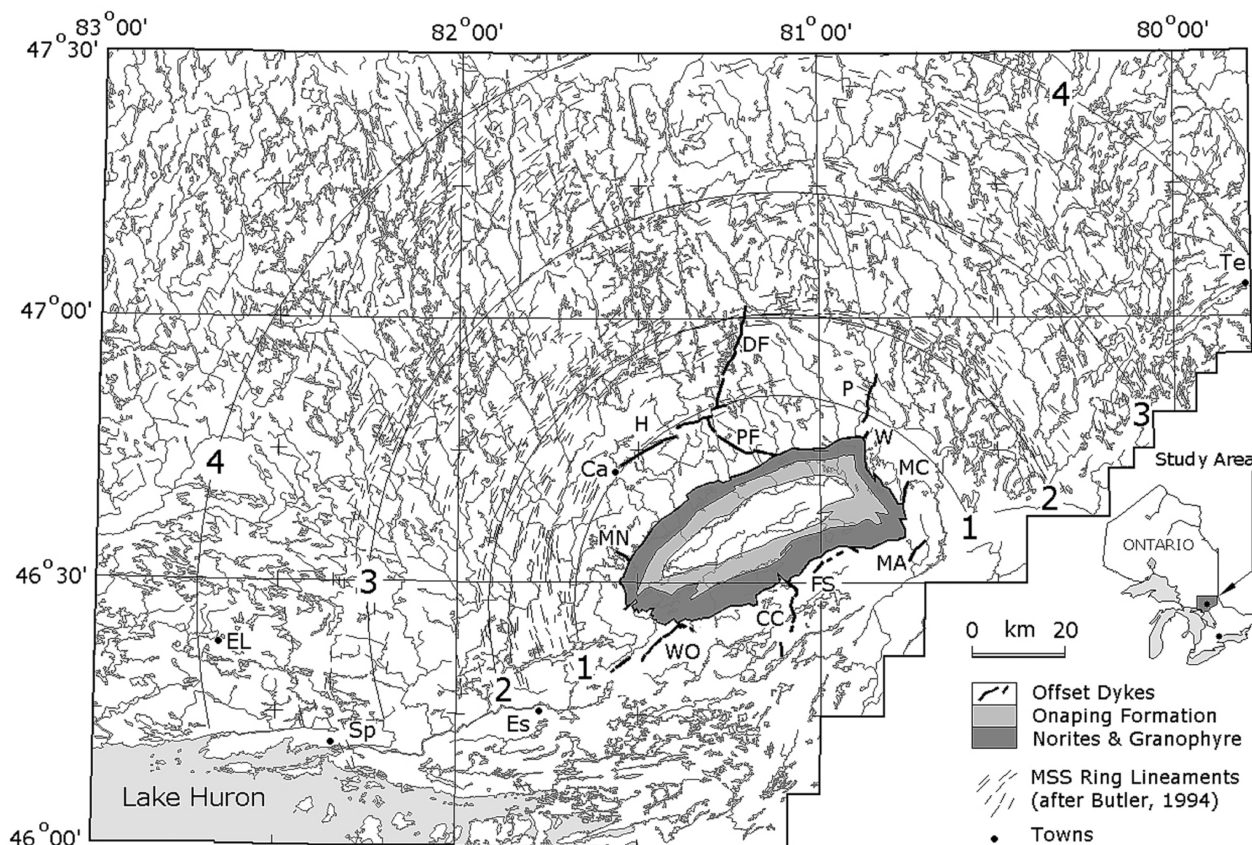 83°00' 82°00' 81°00' 80°00'
47°30'
4
Te
47°00'
DF
P
3
H
PF
W
Ca
MC
4
Study Area
2
1
MN
ONTARIO
3
46°30'
MA
FS
CC
0 km 20
EL
WO
1
2
Offset Dykes
Es
Onaping Formation
Sp
Norites & Granophyre
MSS Ring Lineaments
Lake Huron
(after Butler, 1994)
46°00'
Towns